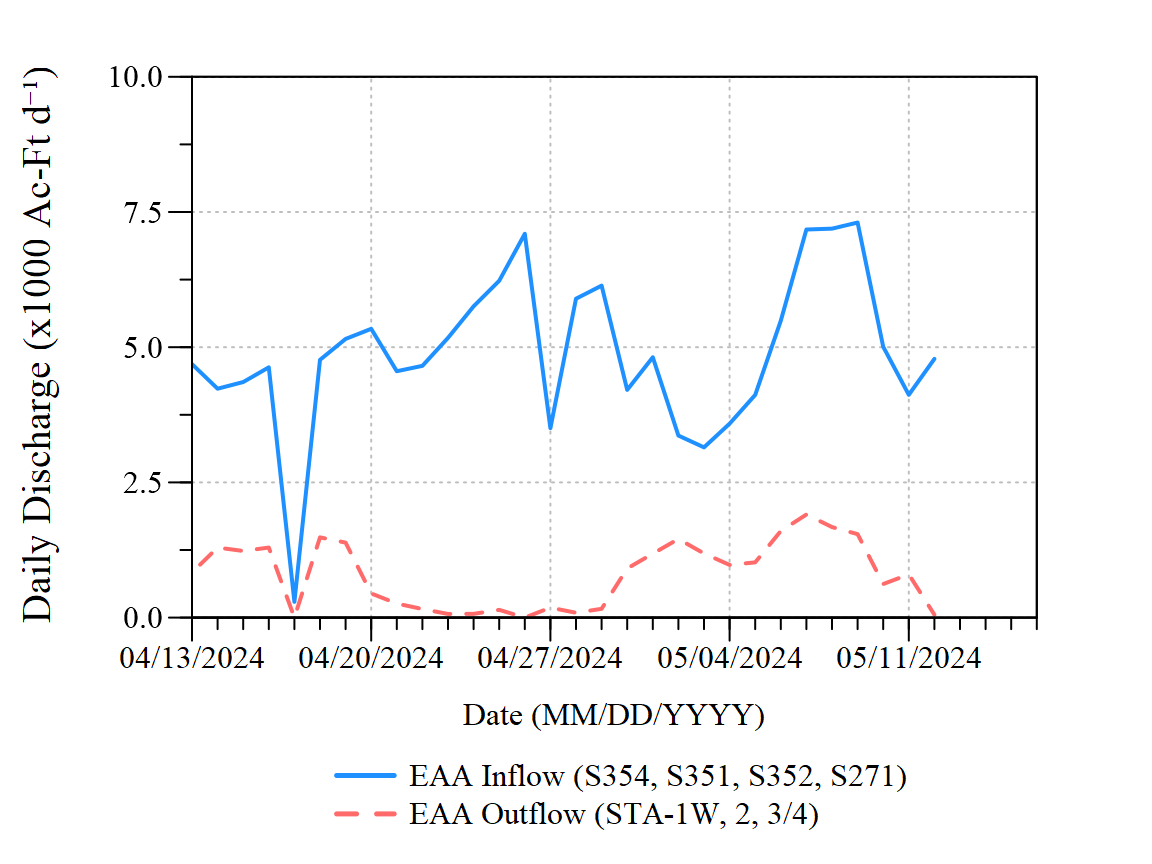 Daily Discharge (x1000 Ac-Ft d⁻¹)
10.0
7.5
5.0
2.5
0.0
04/13/2024 04/20/2024 04/27/2024 05/04/2024 05/11/2024
Date (MM/DD/YYYY)
EAA Inflow (S354, S351, S352, S271)
EAA Outflow (STA-1W, 2, 3/4)